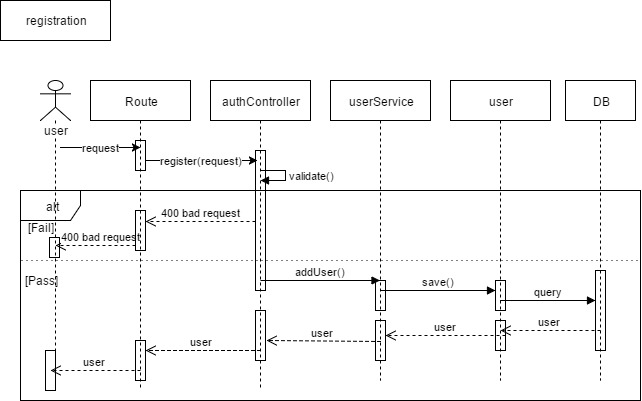 registration
user
Route
authController
userService
user
DB
request
register(request)
validate()
alt
[Fail]
400 bad request
400 bad request
[Pass]
addUser()
save()
query
user
user
user
user
user